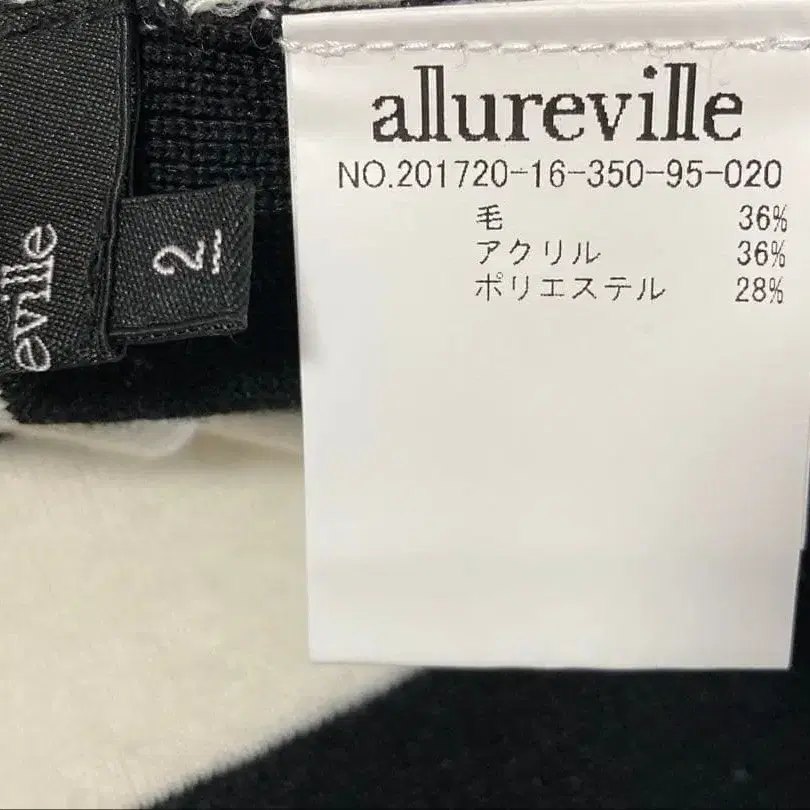 allureville
NO.201720-16-350-95-020
毛 36%
アクリル 36%
ポリエステル 28%
2
eville